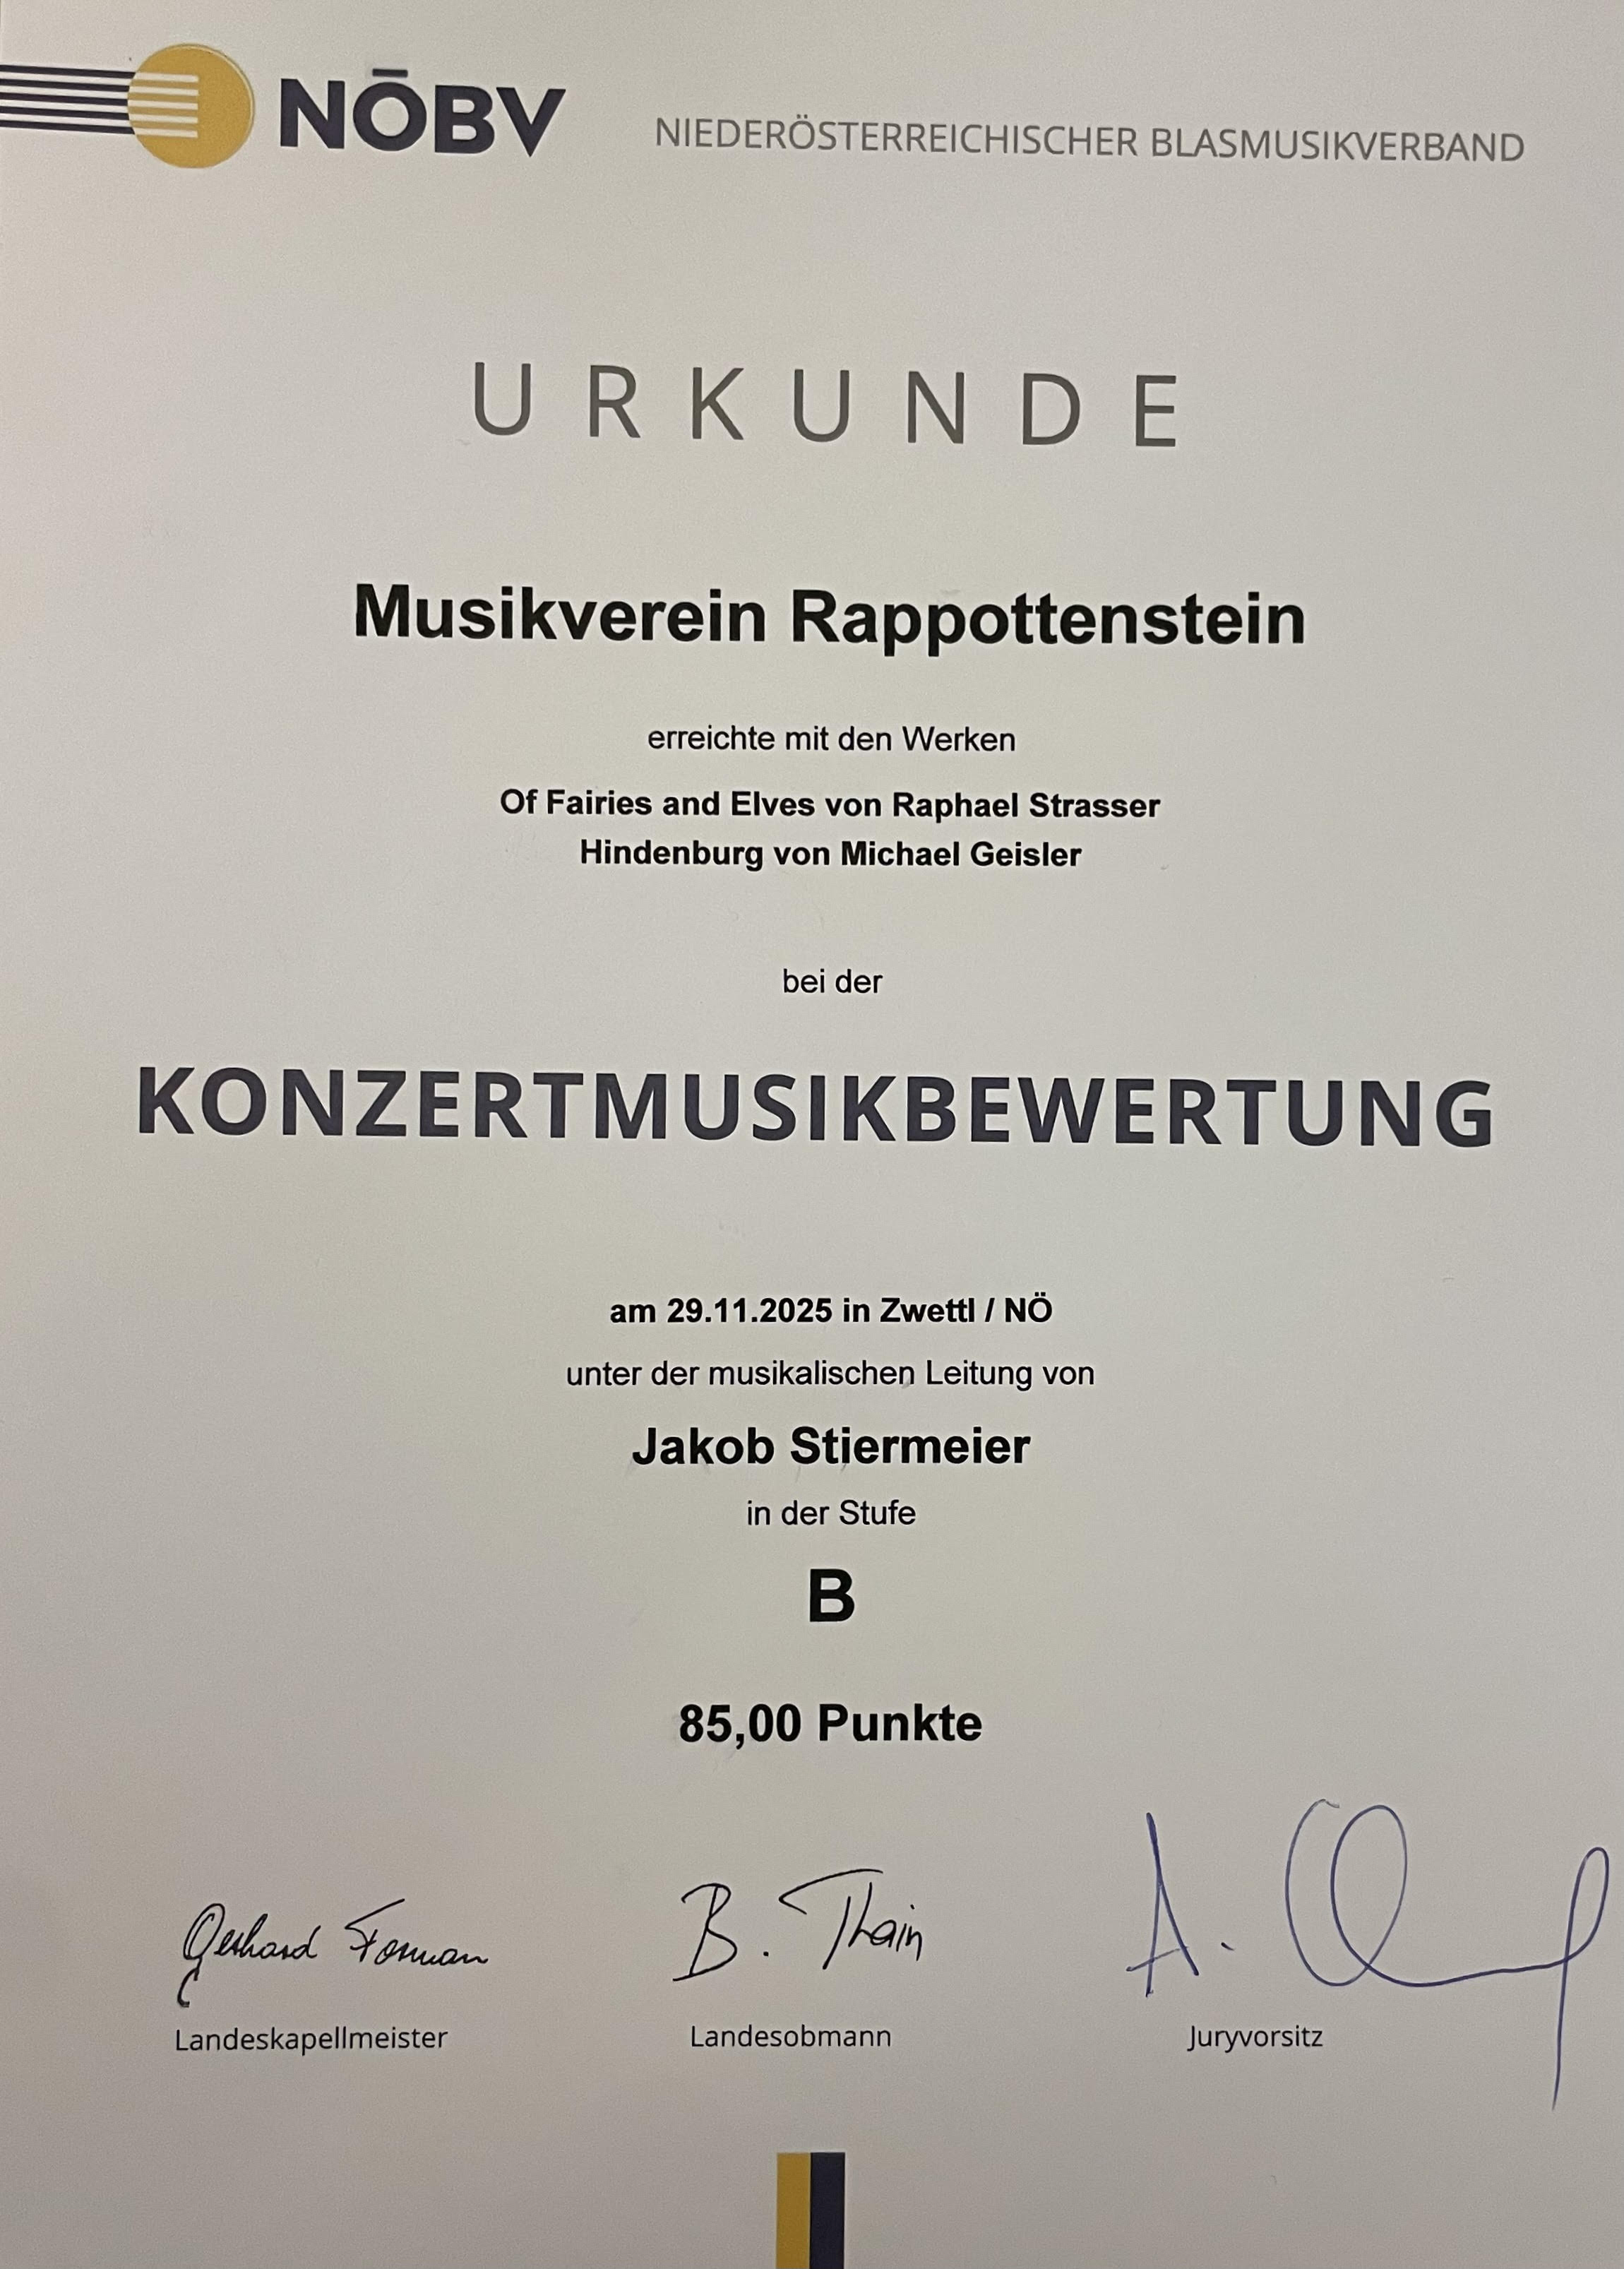 NÖBV NIEDERÖSTERREICHISCHER BLASMUSIKVERBAND
URKUNDE
Musikverein Rappottenstein
erreichte mit den Werken
Of Fairies and Elves von Raphael Strasser
Hindenburg von Michael Geisler
bei der
KONZERTMUSIKBEWERTUNG
am 29.11.2025 in Zwettl / NÖ
unter der musikalischen Leitung von
Jakob Stiermeier
in der Stufe
B
85,00 Punkte
Gerhard B. Thain A.
Landeskapellmeister Landesobmann Juryvorsitz